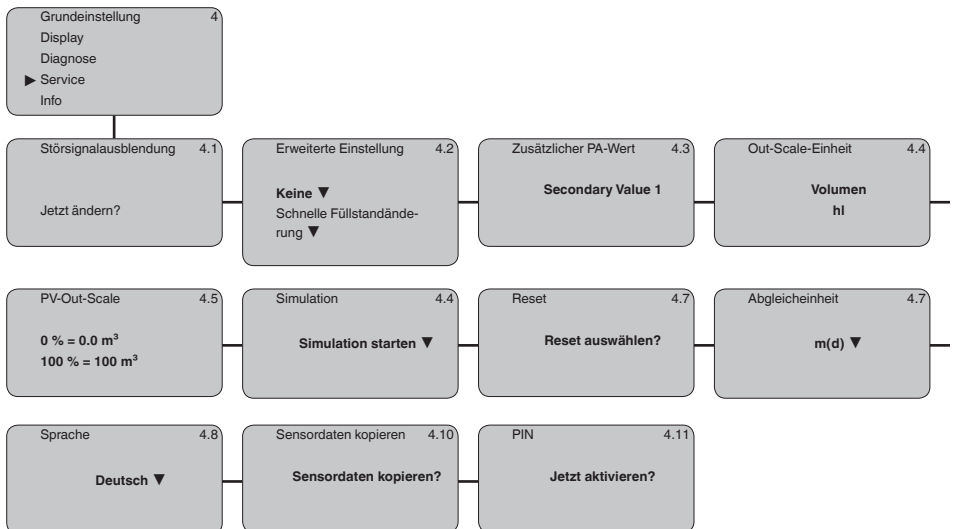 Grundeinstellung 4
Display
Diagnose
▶ Service
Info
Störsignalausblendung 4.1
Jetzt ändern?
Erweiterte Einstellung 4.2
Keine ▼
Schnelle Füllstandände-
rung ▼
Zusätzlicher PA-Wert 4.3
Secondary Value 1
Out-Scale-Einheit 4.4
Volumen
hl
PV-Out-Scale 4.5
0 % = 0.0 m³
100 % = 100 m³
Simulation 4.4
Simulation starten ▼
Reset 4.7
Reset auswählen?
Abgleicheinheit 4.7
m(d) ▼
Sprache 4.8
Deutsch ▼
Sensordaten kopieren 4.10
Sensordaten kopieren?
PIN 4.11
Jetzt aktivieren?